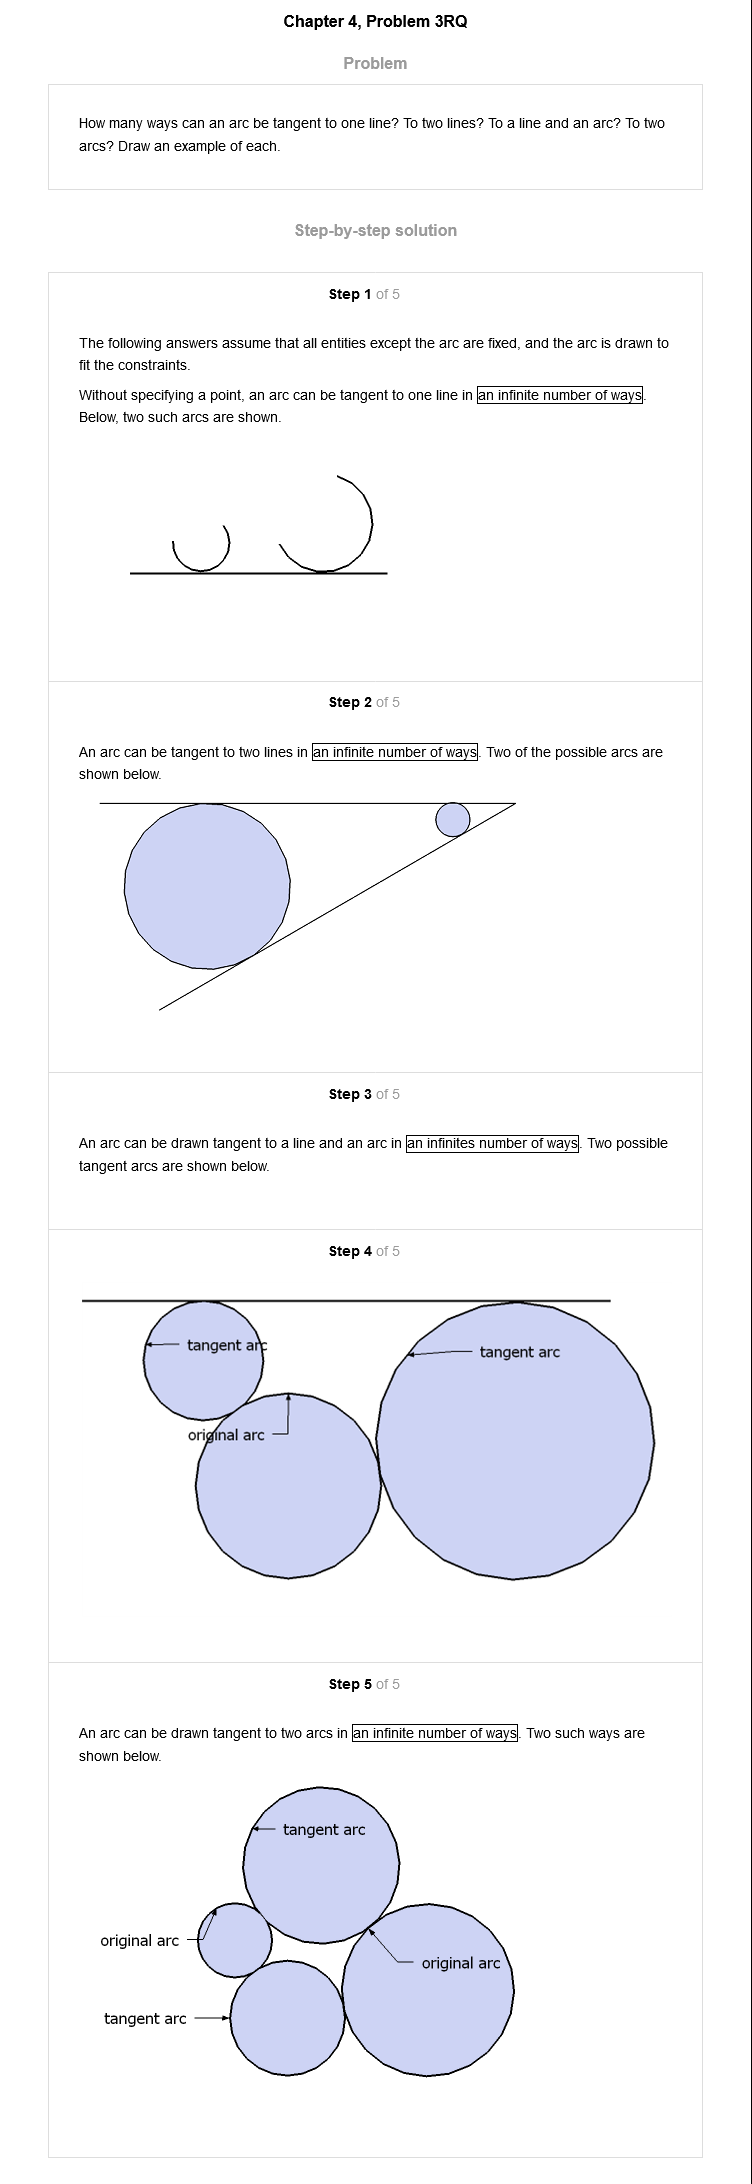 Chapter 4, Problem 3RQ
Problem
How many ways can an arc be tangent to one line? To two lines? To a line and an arc? To two
arcs? Draw an example of each.
Step-by-step solution
Step 1 of 5
The following answers assume that all entities except the arc are fixed, and the arc is drawn to
fit the constraints.
Without specifying a point, an arc can be tangent to one line in an infinite number of ways.
Below, two such arcs are shown.
Step 2 of 5
An arc can be tangent to two lines in an infinite number of ways. Two of the possible arcs are
shown below.
Step 3 of 5
An arc can be drawn tangent to a line and an arc in an infinites number of ways. Two possible
tangent arcs are shown below.
Step 4 of 5
tangent arc
tangent arc
original arc
Step 5 of 5
An arc can be drawn tangent to two arcs in an infinite number of ways. Two such ways are
shown below.
tangent arc
original arc
original arc
tangent arc